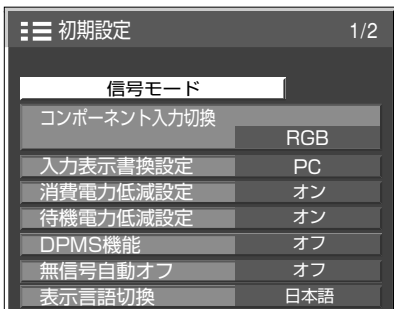 初期設定 1/2
信号モード
コンポーネント入力切換
RGB
入力表示書換設定 PC
消費電力低減設定 オン
待機電力低減設定 オン
DPMS機能 オフ
無信号自動オフ オフ
表示言語切換 日本語